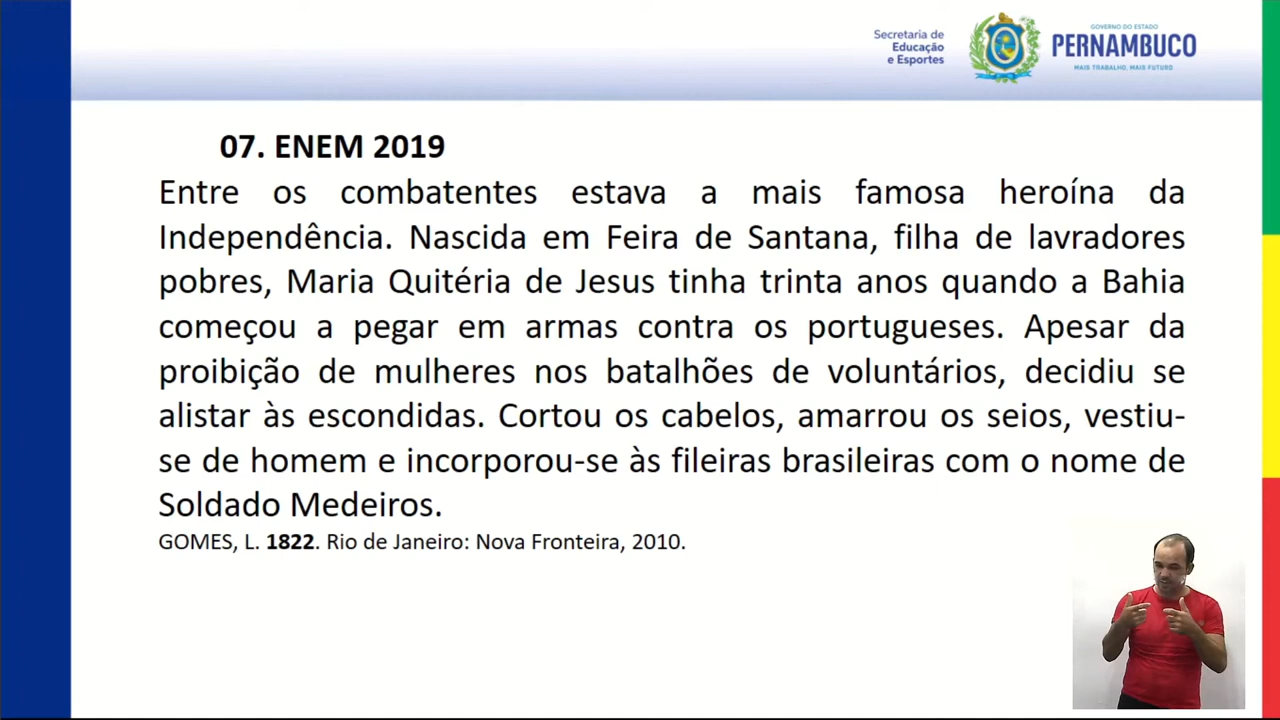 Secretaria de
Educação
e Esportes
GOVERNO DO ESTADO
PERNAMBUCO
MAIS TRABALHO, MAIS FUTURO
07. ENEM 2019
Entre os combatentes estava a mais famosa heroína da
Independência. Nascida em Feira de Santana, filha de lavradores
pobres, Maria Quitéria de Jesus tinha trinta anos quando a Bahia
começou a pegar em armas contra os portugueses. Apesar da
proibição de mulheres nos batalhões de voluntários, decidiu se
alistar às escondidas. Cortou os cabelos, amarrou os seios, vestiu-
se de homem e incorporou-se às fileiras brasileiras com o nome de
Soldado Medeiros.
GOMES, L. 1822. Rio de Janeiro: Nova Fronteira, 2010.